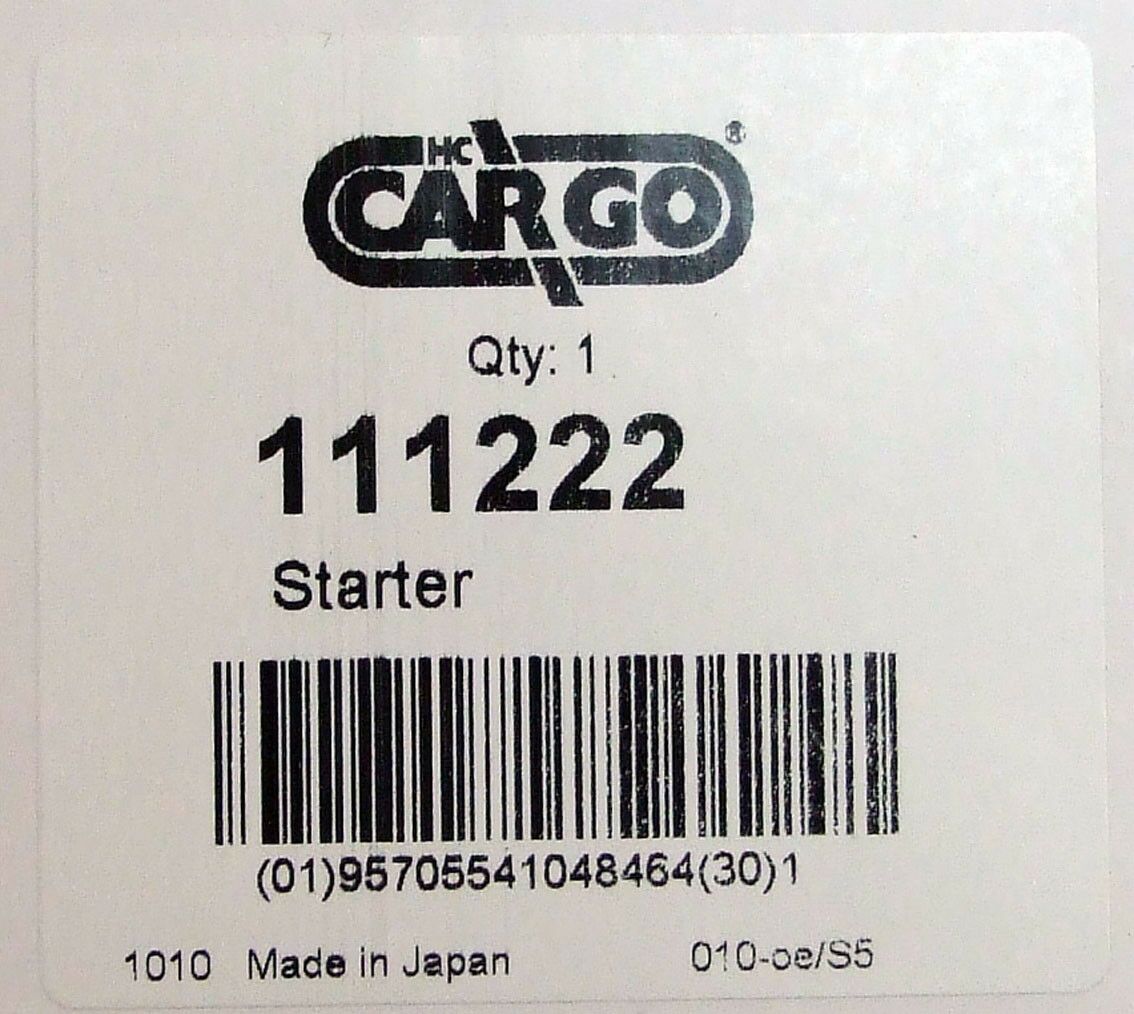 HC
CARGO®
Qty: 1
111222
Starter
(01)95705541048464(30)1
1010 Made in Japan 010-oe/S5